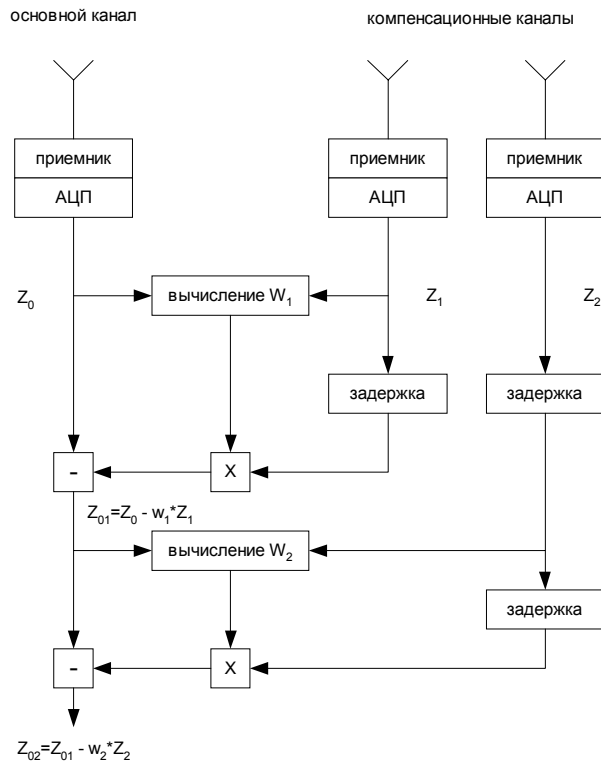 основной канал
компенсационные каналы
приемник
приемник
приемник
АЦП
АЦП
АЦП
Z₀
вычисление W₁
Z₁
Z₂
задержка
задержка
-
X
Z₀₁=Z₀ - w₁*Z₁
вычисление W₂
задержка
-
X
Z₀₂=Z₀₁ - w₂*Z₂